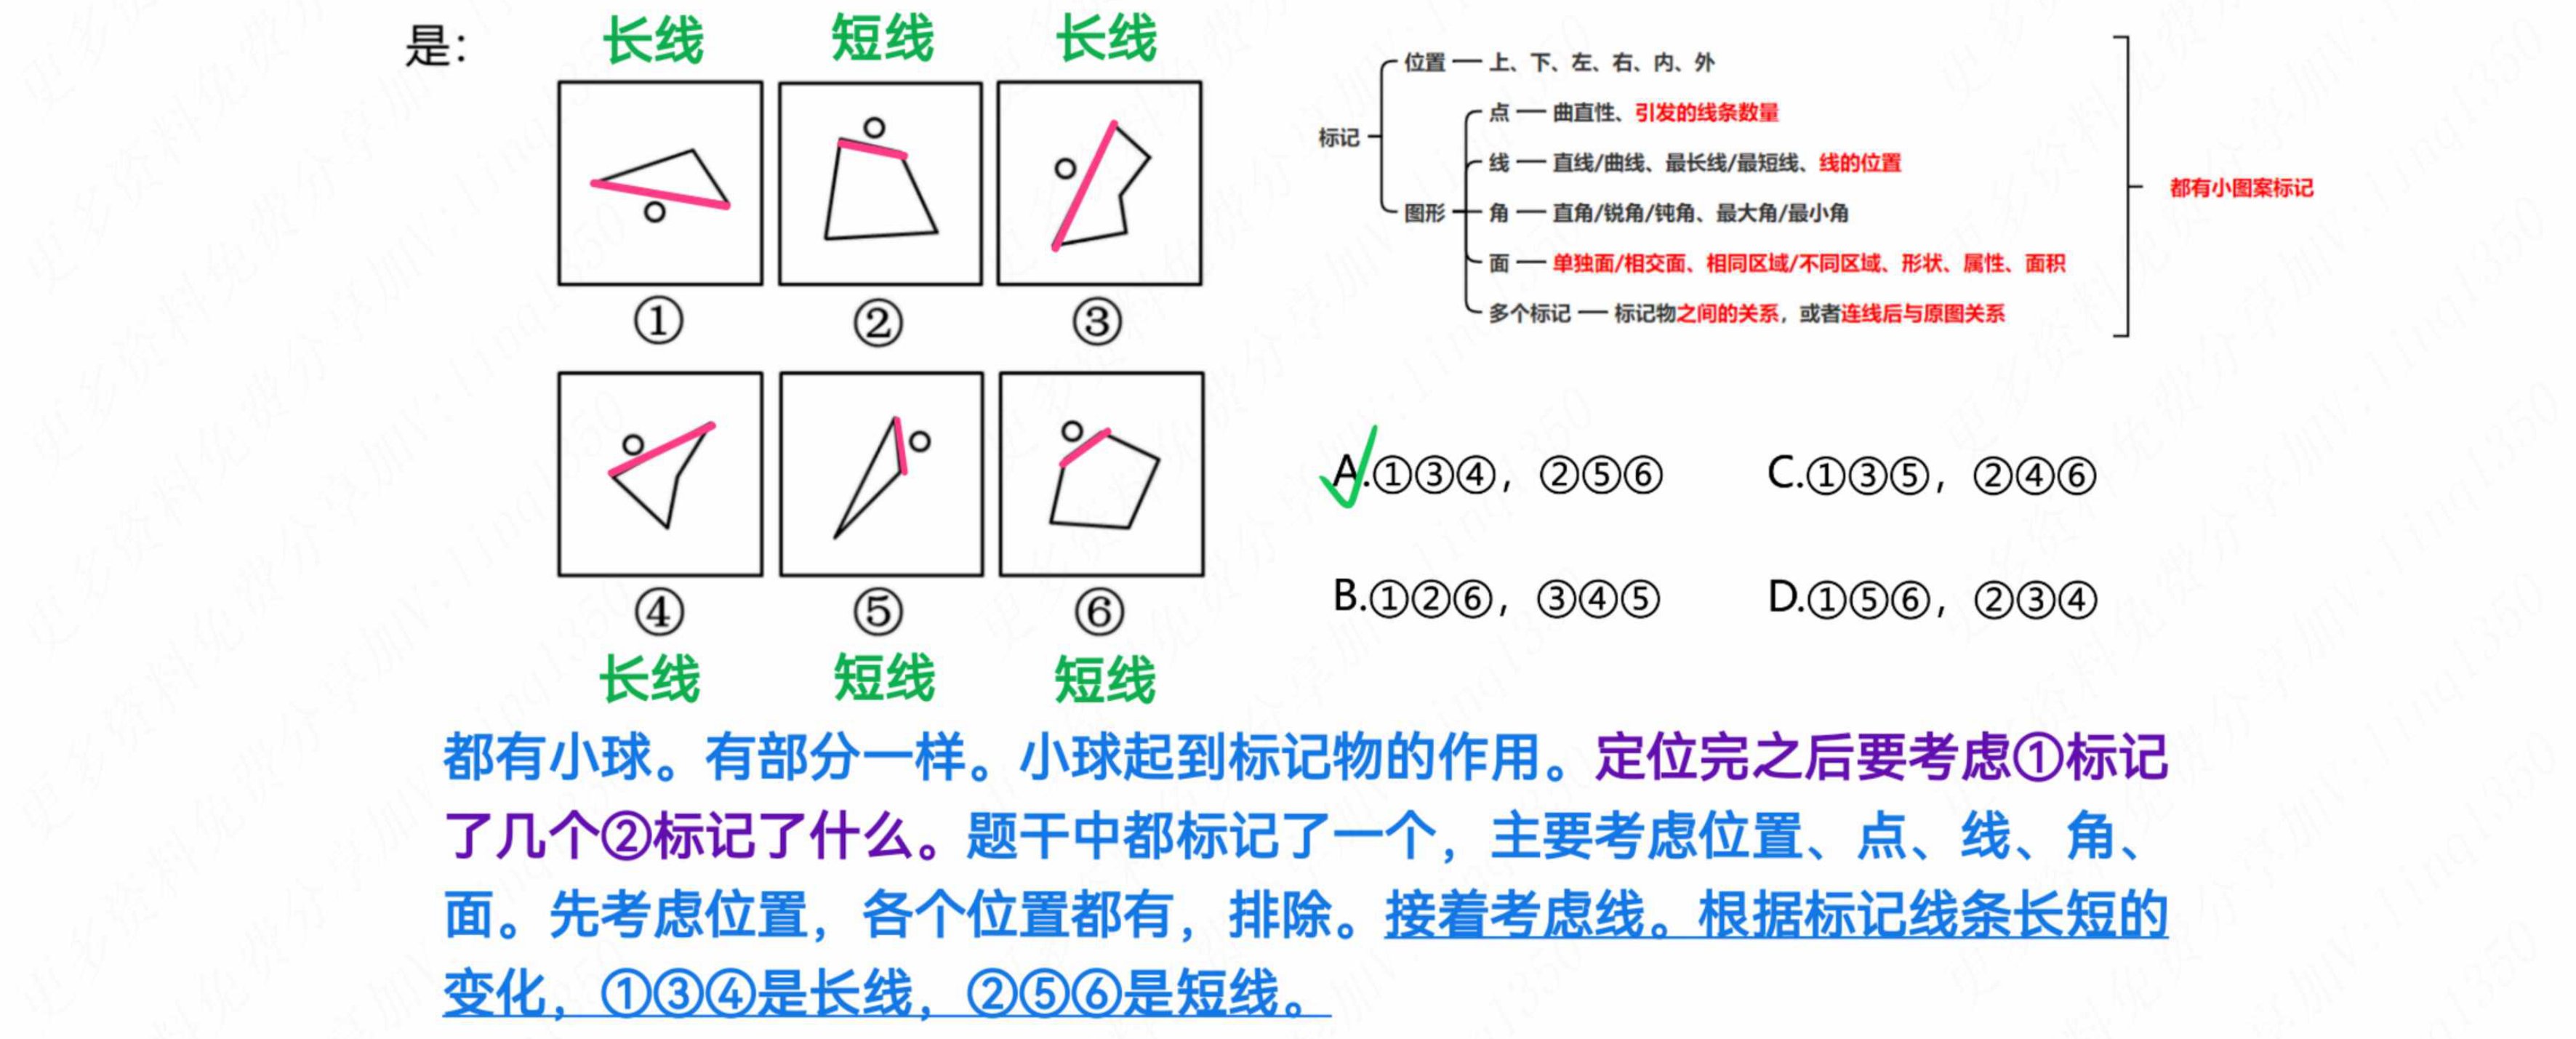 是：
长线 短线 长线
① ② ③
④ ⑤ ⑥
长线 短线 短线
标记
位置 — 上、下、左、右、内、外
图形
点 — 曲直性、引发的线条数量
线 — 直线/曲线、最长线/最短线、线的位置
角 — 直角/锐角/钝角、最大角/最小角
面 — 单独面/相交面、相同区域/不同区域、形状、属性、面积
多个标记 — 标记物之间的关系，或者连线后与原图关系
都有小图案标记
A.①③④，②⑤⑥ C.①③⑤，②④⑥
B.①②⑥，③④⑤ D.①⑤⑥，②③④
都有小球。有部分一样。小球起到标记物的作用。定位完之后要考虑①标记
了几个②标记了什么。题干中都标记了一个，主要考虑位置、点、线、角、
面。先考虑位置，各个位置都有，排除。接着考虑线。根据标记线条长短的
变化，①③④是长线，②⑤⑥是短线。